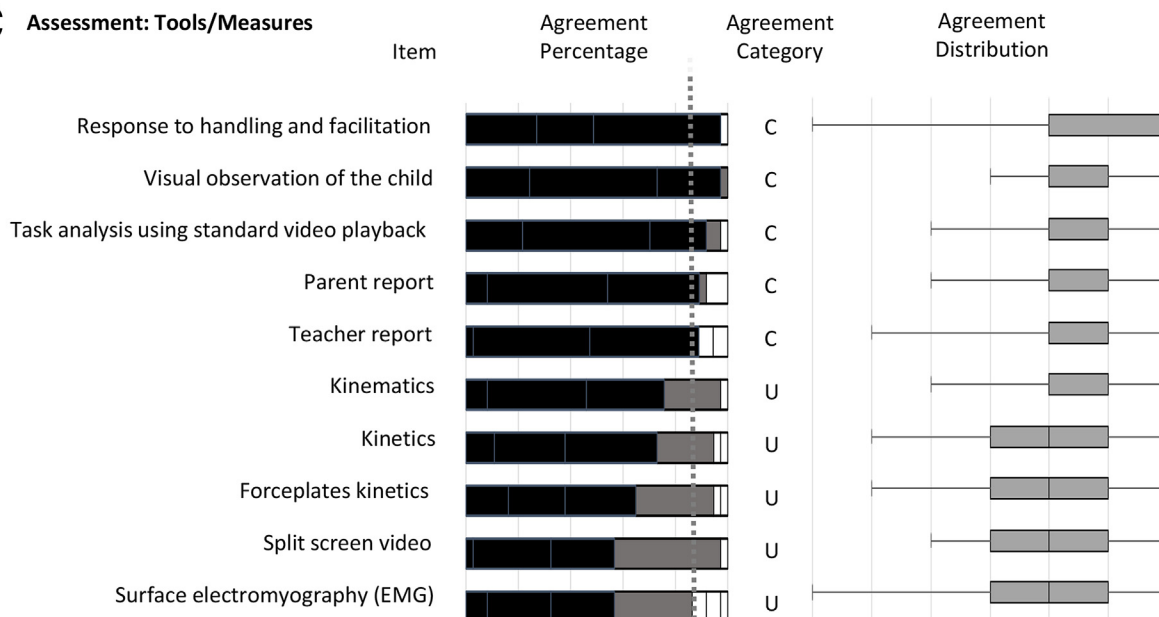 C Assessment: Tools/Measures
Item
Agreement Percentage
Agreement Category
Agreement Distribution
Response to handling and facilitation C
Visual observation of the child C
Task analysis using standard video playback C
Parent report C
Teacher report C
Kinematics U
Kinetics U
Forceplates kinetics U
Split screen video U
Surface electromyography (EMG) U